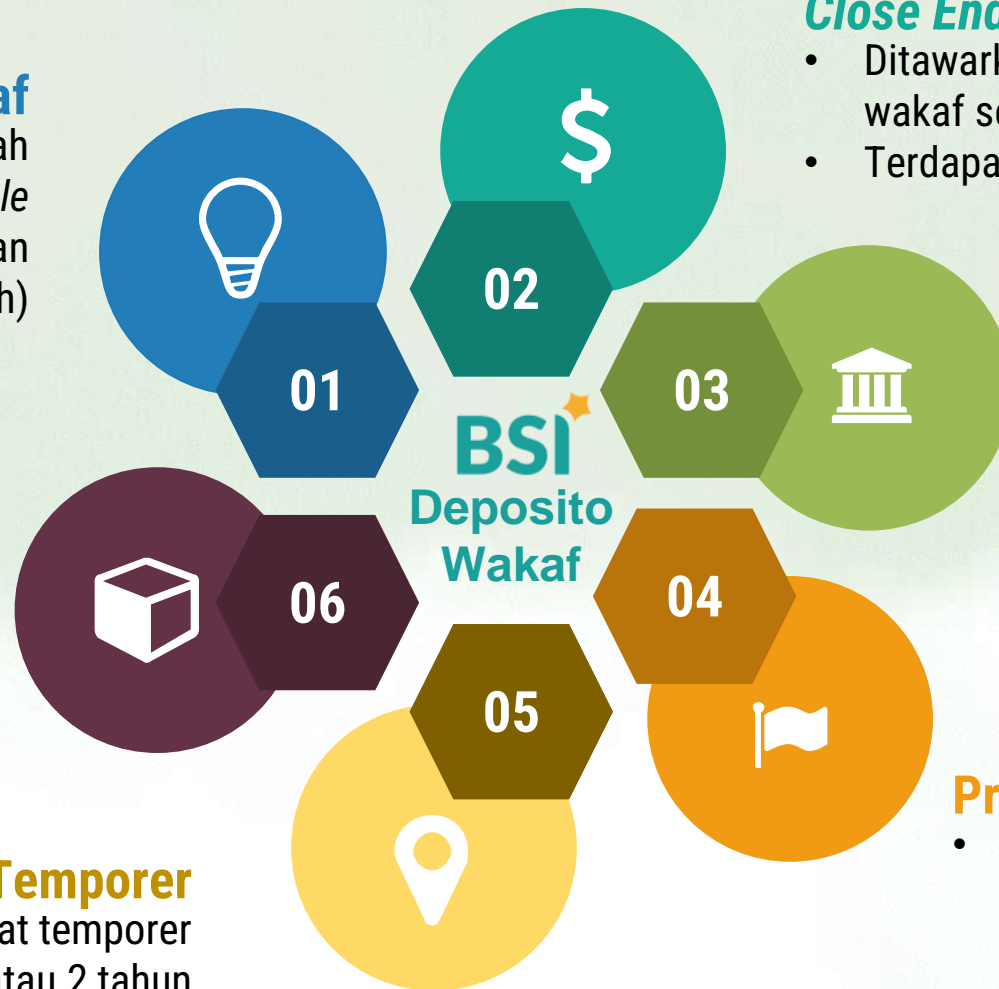 Close End
Ditawark
wakaf se
Terdapa
af
ah
le
an
h)
$
02
01
03
BSI
Deposito
Wakaf
06
04
05
Pr
Temporer
at temporer
atau 2 tahun